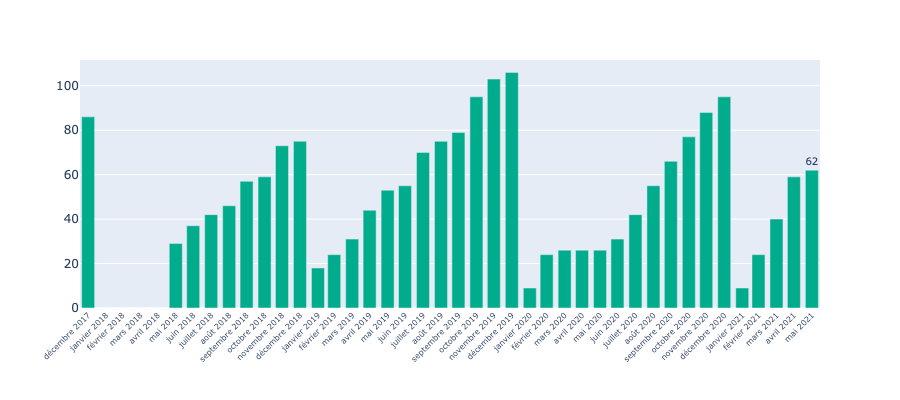 100
80
60
40
20
0
62
décembre 2017
janvier 2018
février 2018
mars 2018
avril 2018
mai 2018
juin 2018
juillet 2018
août 2018
septembre 2018
octobre 2018
novembre 2018
décembre 2018
janvier 2019
février 2019
mars 2019
avril 2019
mai 2019
juin 2019
juillet 2019
août 2019
septembre 2019
octobre 2019
novembre 2019
décembre 2019
janvier 2020
février 2020
mars 2020
avril 2020
mai 2020
juin 2020
juillet 2020
août 2020
septembre 2020
octobre 2020
novembre 2020
décembre 2020
janvier 2021
février 2021
mars 2021
avril 2021
mai 2021